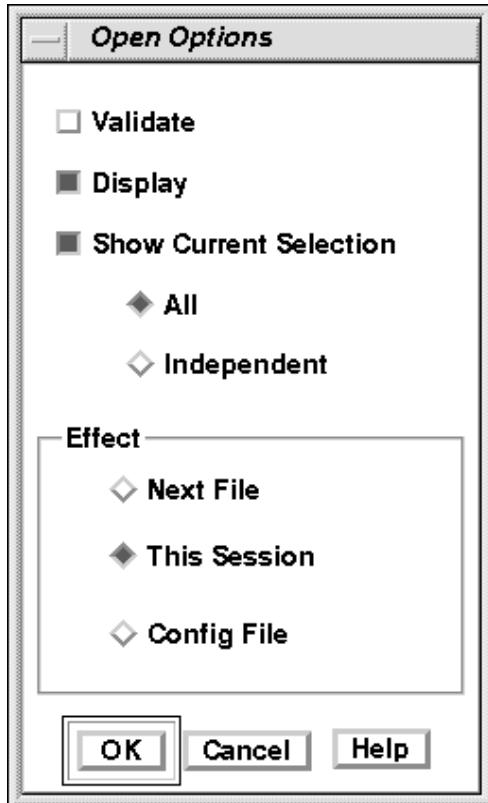 Open Options
Validate
Display
Show Current Selection
All
Independent
Effect
Next File
This Session
Config File
OK Cancel Help